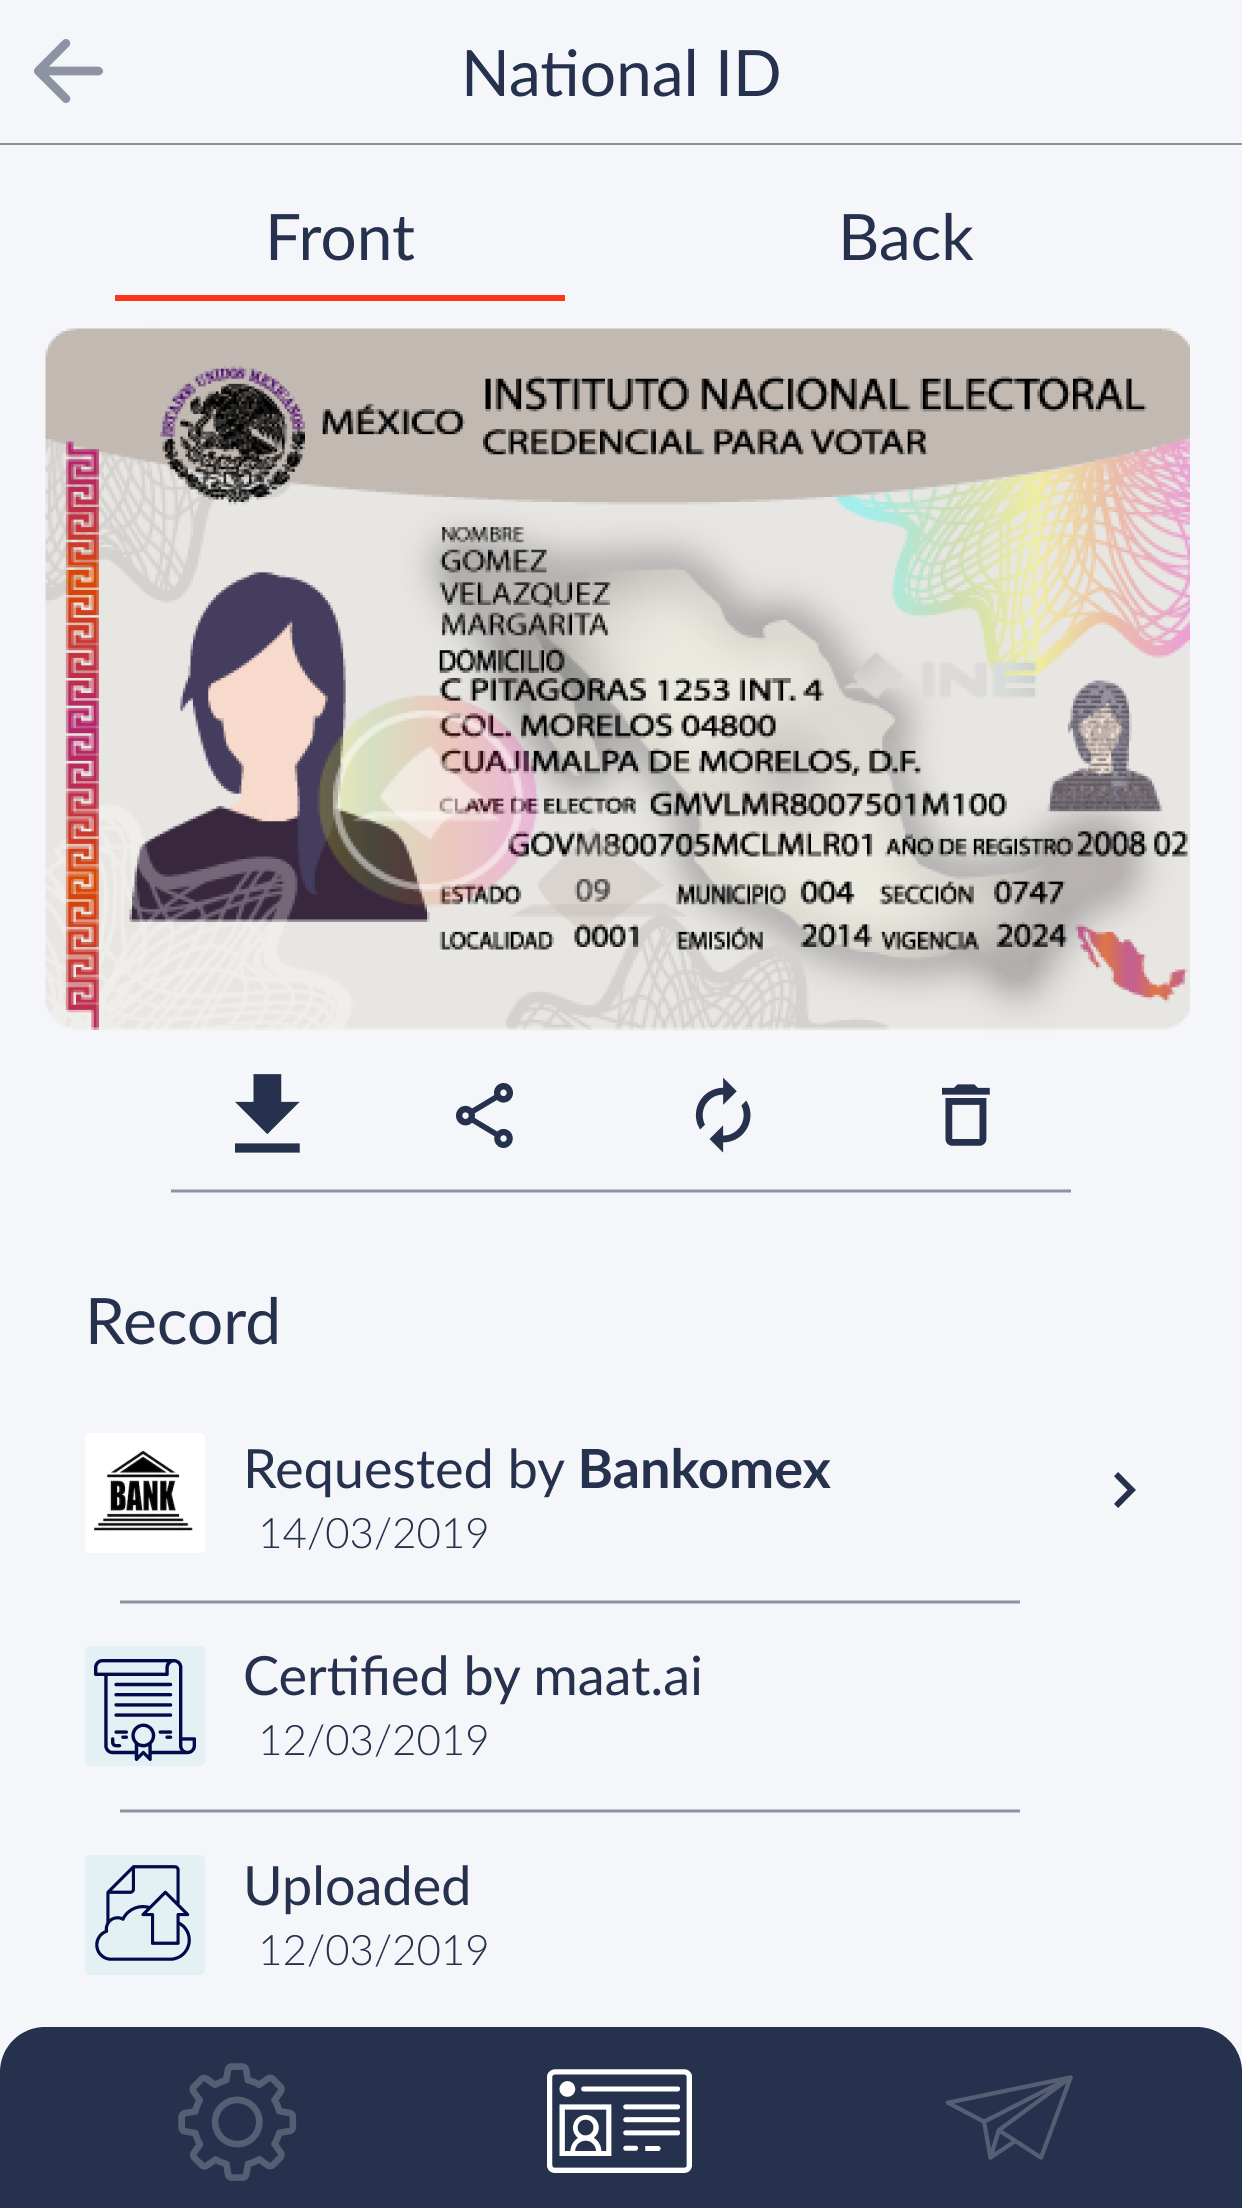 National ID
Front Back
ESTADOS UNIDOS MEXICANOS
MÉXICO
INSTITUTO NACIONAL ELECTORAL
CREDENCIAL PARA VOTAR
NOMBRE
GOMEZ
VELAZQUEZ
MARGARITA
DOMICILIO
C PITAGORAS 1253 INT. 4
COL. MORELOS 04800
CUAJIMALPA DE MORELOS, D.F.
INE
CLAVE DE ELECTOR GMVLMR8007501M100
GOVM800705MCLMLR01 AÑO DE REGISTRO 2008 02
ESTADO 09 MUNICIPIO 004 SECCIÓN 0747
LOCALIDAD 0001 EMISIÓN 2014 VIGENCIA 2024
Record
BANK
Requested by Bankomex
14/03/2019
Certified by maat.ai
12/03/2019
Uploaded
12/03/2019